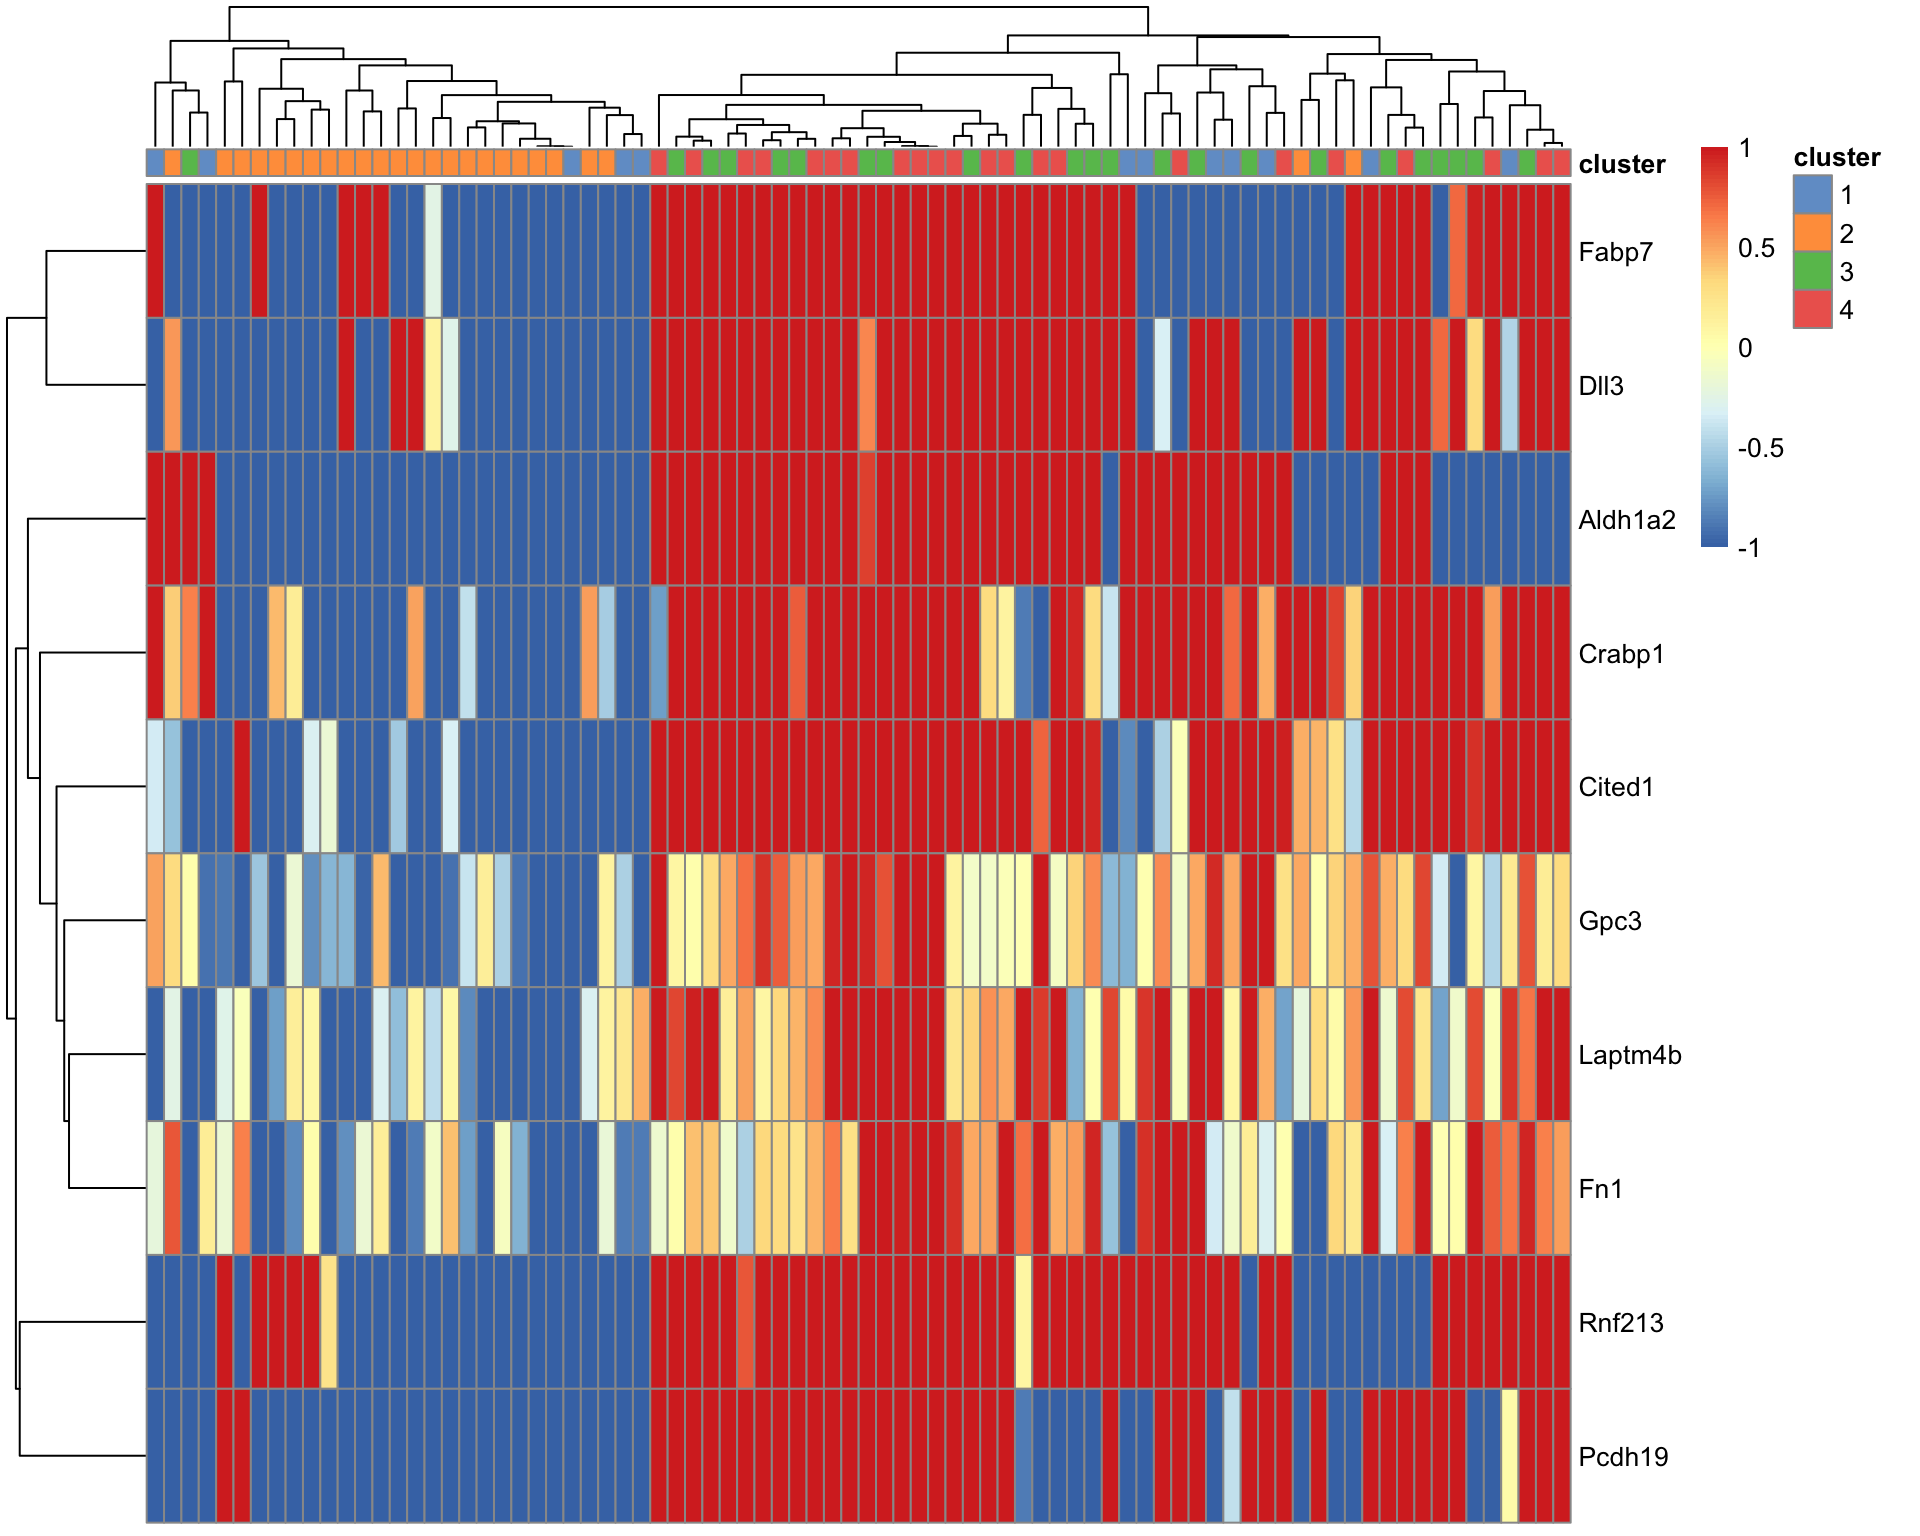 cluster
Fabp7
Dll3
Aldh1a2
Crabp1
Cited1
Gpc3
Laptm4b
Fn1
Rnf213
Pcdh19
1
0.5
0
-0.5
-1
cluster
1
2
3
4